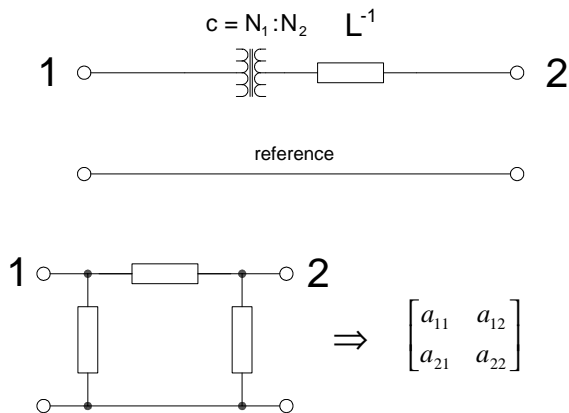 c = N₁:N₂ L⁻¹
1 2
reference
1 2
⇒ [a₁₁ a₁₂
a₂₁ a₂₂]